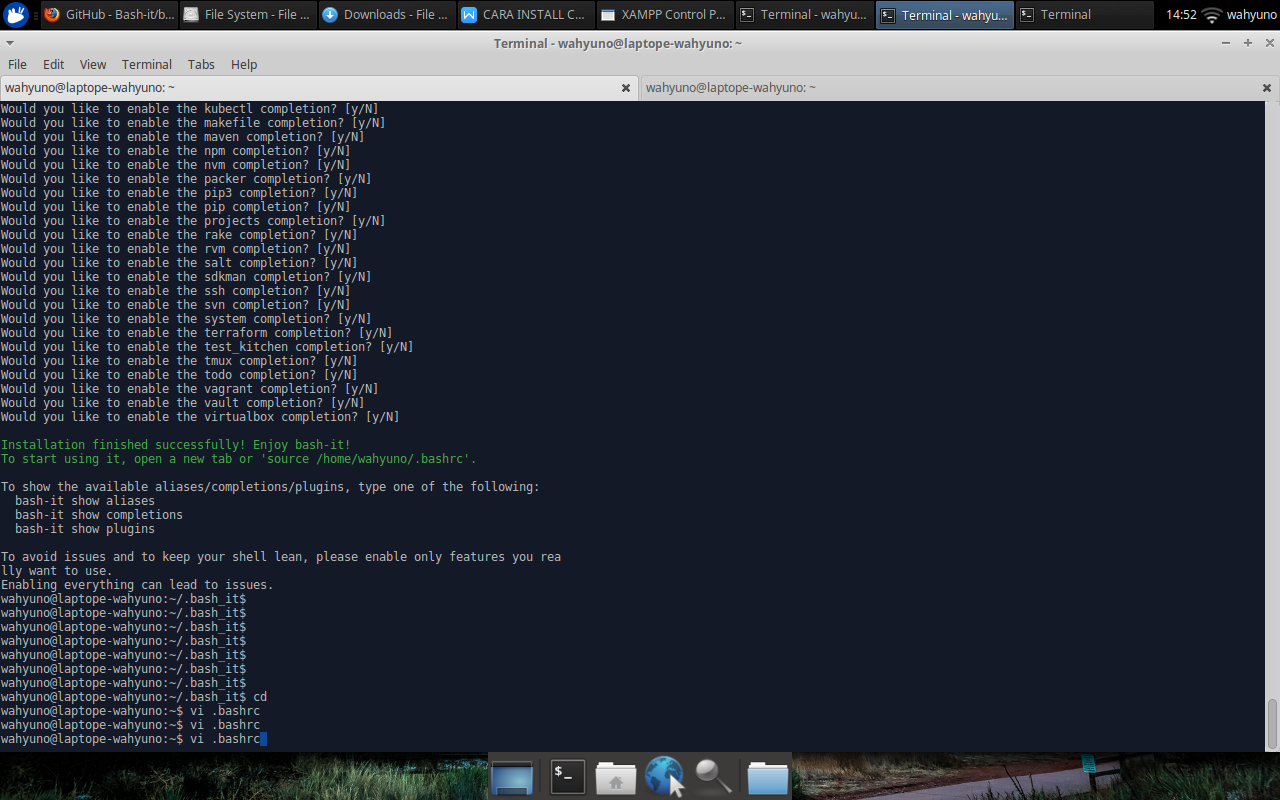 GitHub - Bash-it/b...
File System - File ...
Downloads - File ...
CARA INSTALL C...
XAMPP Control P...
Terminal - wahyu...
Terminal - wahyu...
Terminal
14:52
wahyuno
Terminal - wahyuno@laptope-wahyuno: ~
File Edit View Terminal Tabs Help
wahyuno@laptope-wahyuno: ~
wahyuno@laptope-wahyuno: ~
Would you like to enable the kubectl completion? [y/N]
Would you like to enable the makefile completion? [y/N]
Would you like to enable the maven completion? [y/N]
Would you like to enable the npm completion? [y/N]
Would you like to enable the nvm completion? [y/N]
Would you like to enable the packer completion? [y/N]
Would you like to enable the pip3 completion? [y/N]
Would you like to enable the pip completion? [y/N]
Would you like to enable the projects completion? [y/N]
Would you like to enable the rake completion? [y/N]
Would you like to enable the rvm completion? [y/N]
Would you like to enable the salt completion? [y/N]
Would you like to enable the sdkman completion? [y/N]
Would you like to enable the ssh completion? [y/N]
Would you like to enable the svn completion? [y/N]
Would you like to enable the system completion? [y/N]
Would you like to enable the terraform completion? [y/N]
Would you like to enable the test_kitchen completion? [y/N]
Would you like to enable the tmux completion? [y/N]
Would you like to enable the todo completion? [y/N]
Would you like to enable the vagrant completion? [y/N]
Would you like to enable the vault completion? [y/N]
Would you like to enable the virtualbox completion? [y/N]
Installation finished successfully! Enjoy bash-it!
To start using it, open a new tab or 'source /home/wahyuno/.bashrc'.
To show the available aliases/completions/plugins, type one of the following:
bash-it show aliases
bash-it show completions
bash-it show plugins
To avoid issues and to keep your shell lean, please enable only features you rea
lly want to use.
Enabling everything can lead to issues.
wahyuno@laptope-wahyuno:~/.bash_it$
wahyuno@laptope-wahyuno:~/.bash_it$
wahyuno@laptope-wahyuno:~/.bash_it$
wahyuno@laptope-wahyuno:~/.bash_it$
wahyuno@laptope-wahyuno:~/.bash_it$
wahyuno@laptope-wahyuno:~/.bash_it$
wahyuno@laptope-wahyuno:~/.bash_it$
wahyuno@laptope-wahyuno:~/.bash_it$ cd
wahyuno@laptope-wahyuno:~$ vi .bashrc
wahyuno@laptope-wahyuno:~$ vi .bashrc
wahyuno@laptope-wahyuno:~$ vi .bashrc